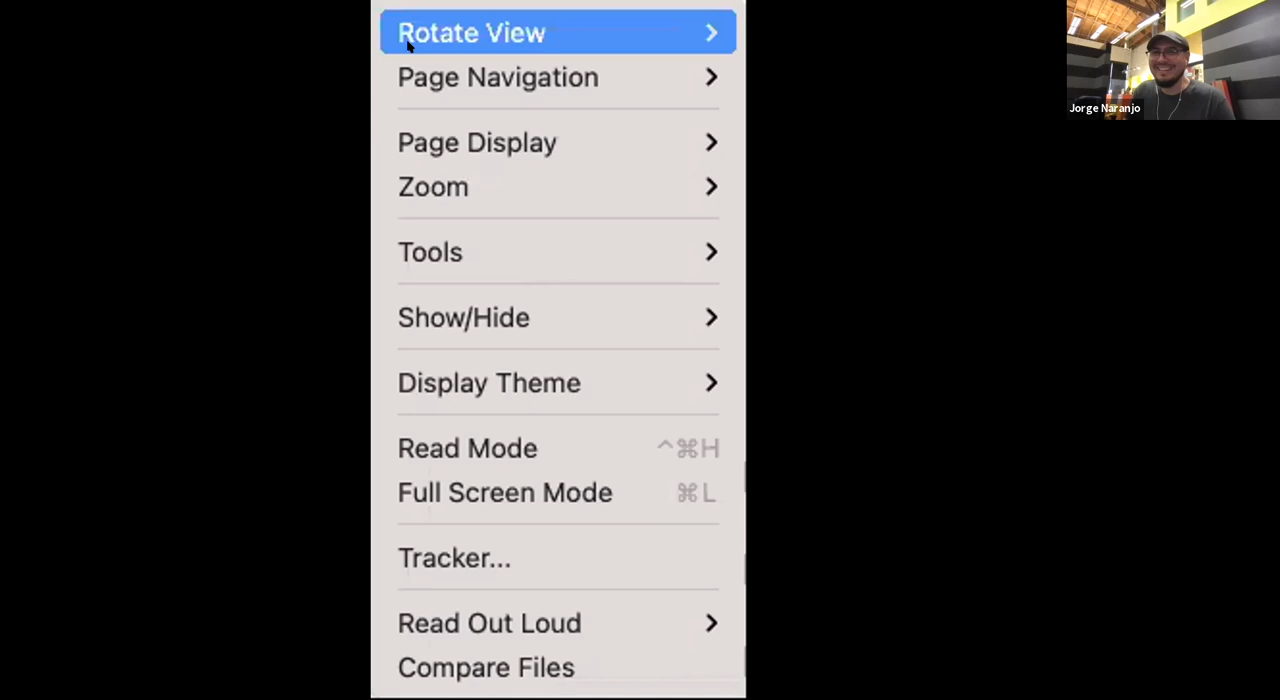 Rotate View
Page Navigation
Page Display
Zoom
Tools
Show/Hide
Display Theme
Read Mode ^⌘H
Full Screen Mode ⌘L
Tracker...
Read Out Loud
Compare Files
Jorge Naranjo